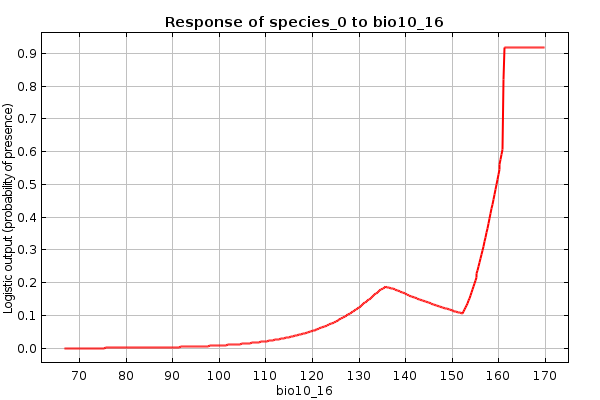 Response of species_0 to bio10_16
Logistic output (probability of presence)
0.9
0.8
0.7
0.6
0.5
0.4
0.3
0.2
0.1
0.0
70 80 90 100 110 120 130 140 150 160 170
bio10_16